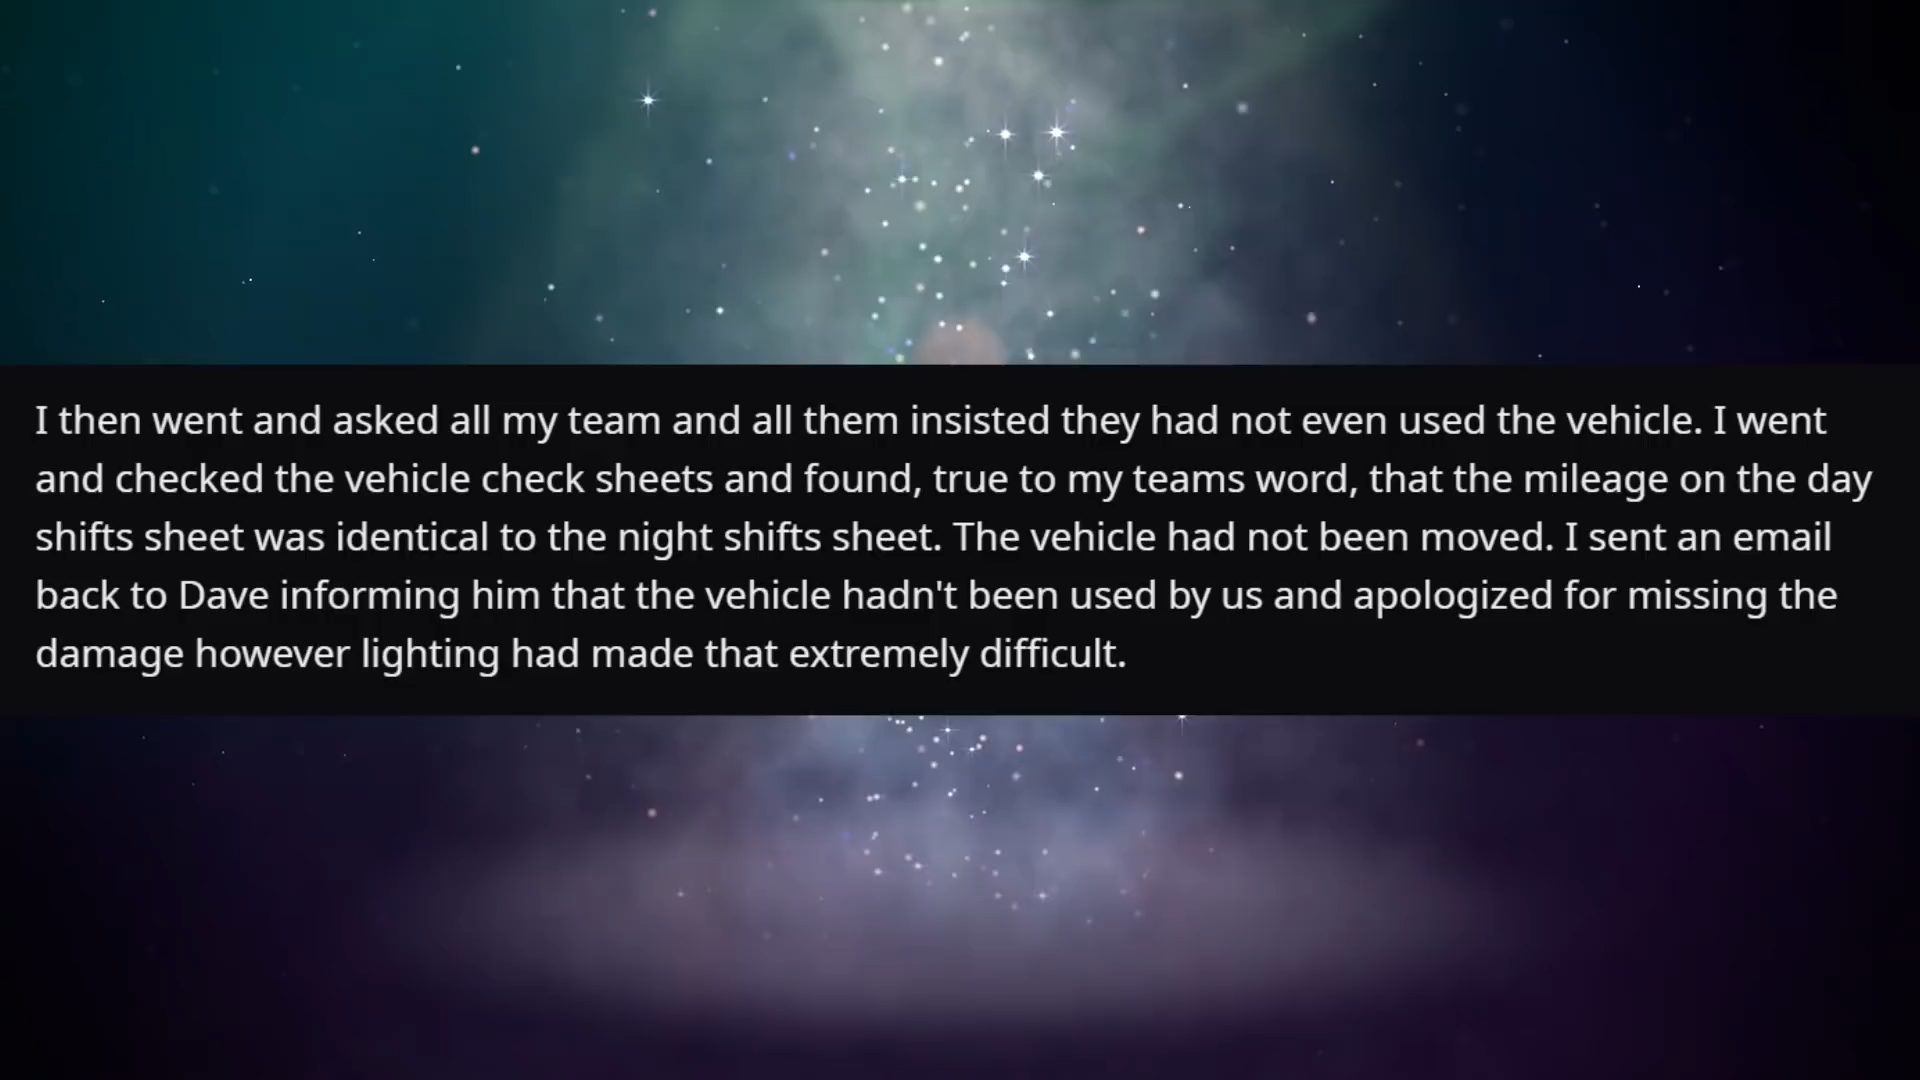 I then went and asked all my team and all them insisted they had not even used the vehicle. I went
and checked the vehicle check sheets and found, true to my teams word, that the mileage on the day
shifts sheet was identical to the night shifts sheet. The vehicle had not been moved. I sent an email
back to Dave informing him that the vehicle hadn't been used by us and apologized for missing the
damage however lighting had made that extremely difficult.